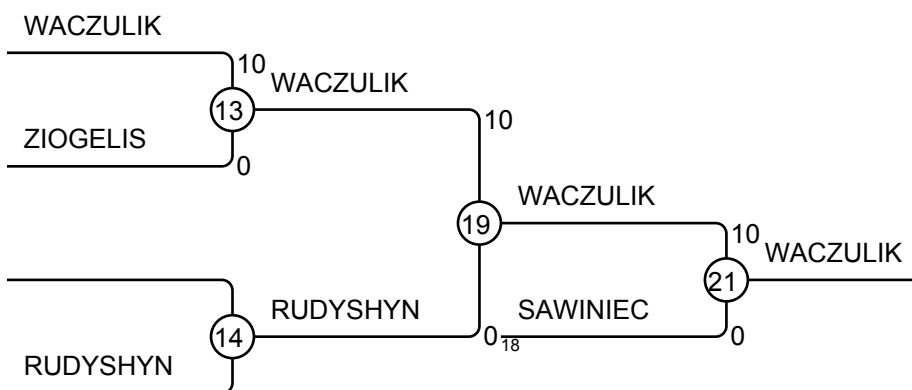 WACZULIK
10
WACZULIK
13
10
ZIOGELIS
0
WACZULIK
19
10
WACZULIK
21
RUDYSHYN
SAWINIEC
14
0
18
0
RUDYSHYN